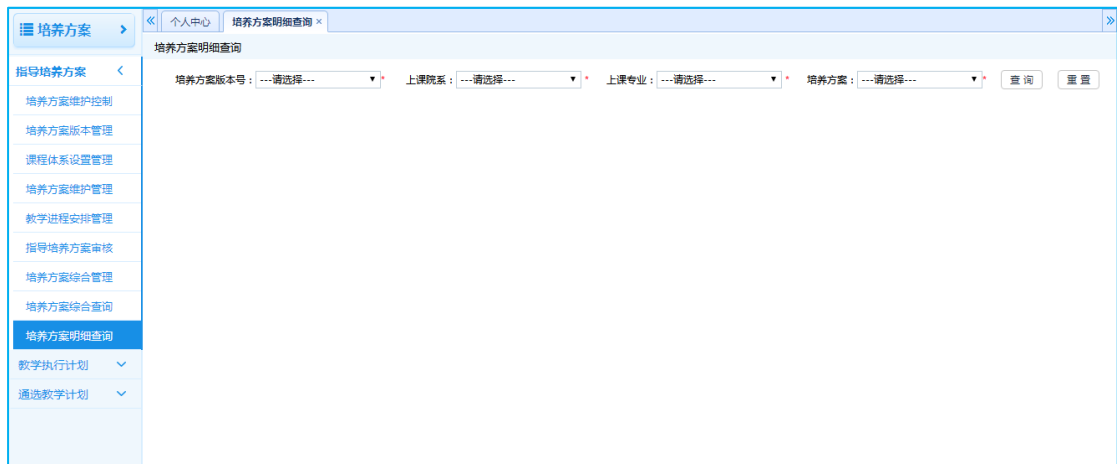 培养方案
个人中心 培养方案明细查询 ×
培养方案明细查询
指导培养方案
培养方案版本号：---请选择--- * 上课院系：---请选择--- * 上课专业：---请选择--- * 培养方案：---请选择--- * 查 询 重 置
培养方案维护控制
培养方案版本管理
课程体系设置管理
培养方案维护管理
教学进程安排管理
指导培养方案审核
培养方案综合管理
培养方案综合查询
培养方案明细查询
教学执行计划
通选教学计划